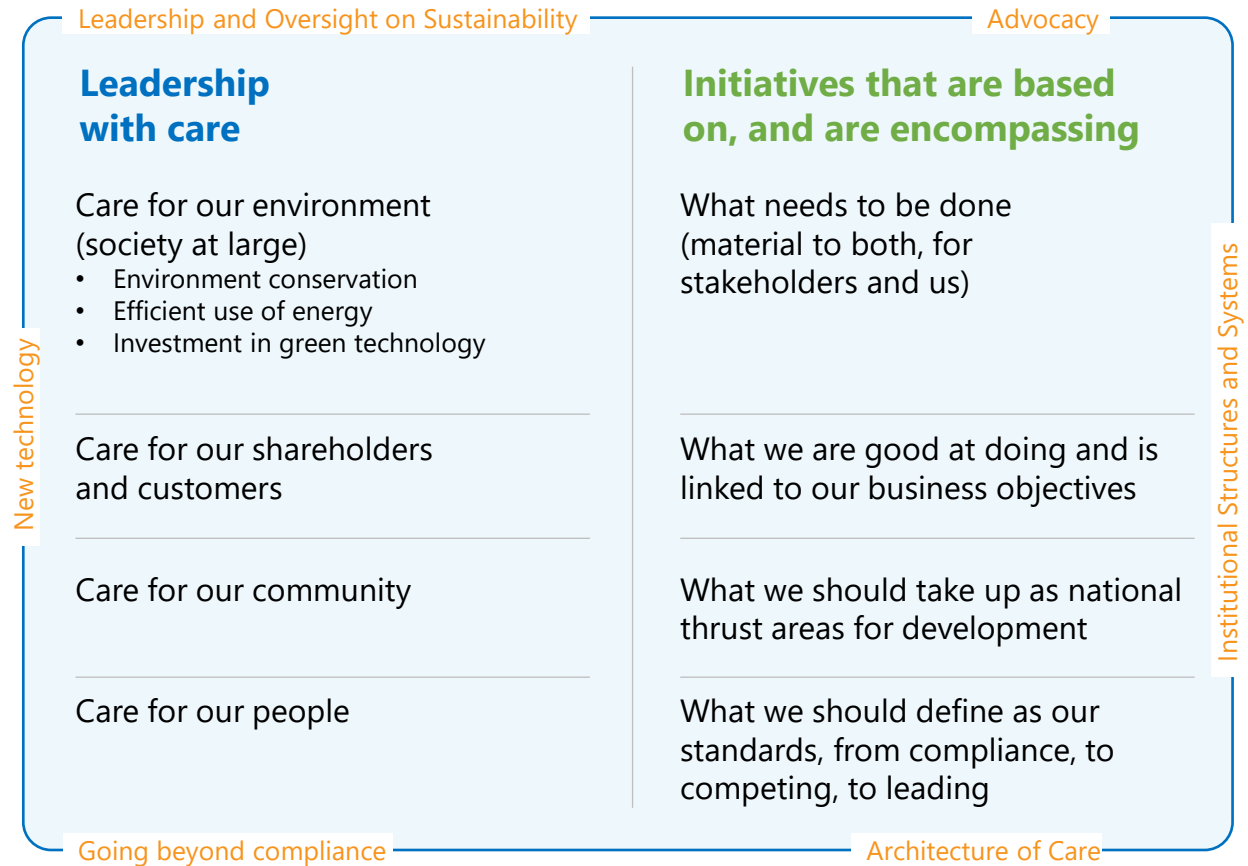 Leadership and Oversight on Sustainability
Advocacy
Leadership
with care
Initiatives that are based
on, and are encompassing
Care for our environment
(society at large)
• Environment conservation
• Efficient use of energy
• Investment in green technology
What needs to be done
(material to both, for
stakeholders and us)
Care for our shareholders
and customers
What we are good at doing and is
linked to our business objectives
Care for our community
What we should take up as national
thrust areas for development
Care for our people
What we should define as our
standards, from compliance, to
competing, to leading
New technology
Institutional Structures and Systems
Going beyond compliance
Architecture of Care